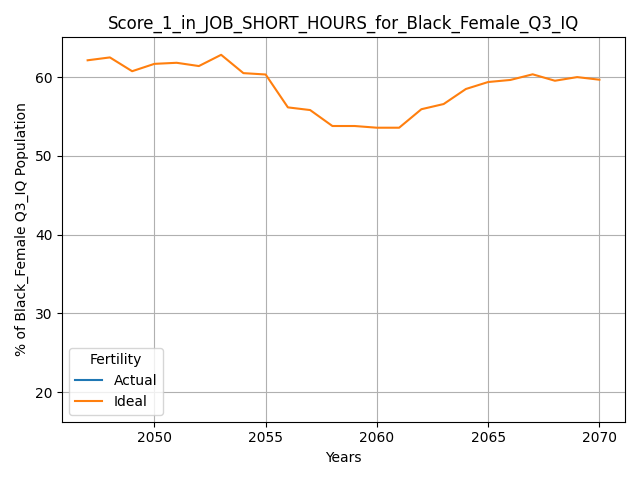 Score_1_in_JOB_SHORT_HOURS_for_Black_Female_Q3_IQ
% of Black_Female Q3_IQ Population
60
50
40
30
20
Fertility
Actual
Ideal
2050 2055 2060 2065 2070
Years